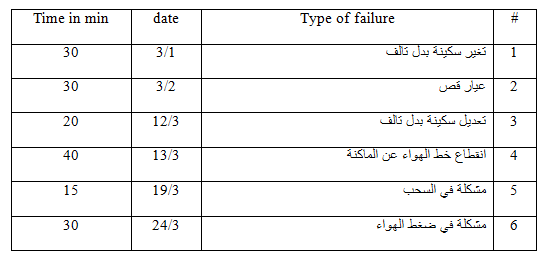 Time in min date Type of failure #
30 3/1 تغير سكينة بدل تالف 1
30 3/2 عيار قص 2
20 12/3 تعديل سكينة بدل تالف 3
40 13/3 انقطاع خط الهواء عن الماكنة 4
15 19/3 مشكلة في السحب 5
30 24/3 مشكلة في ضغط الهواء 6